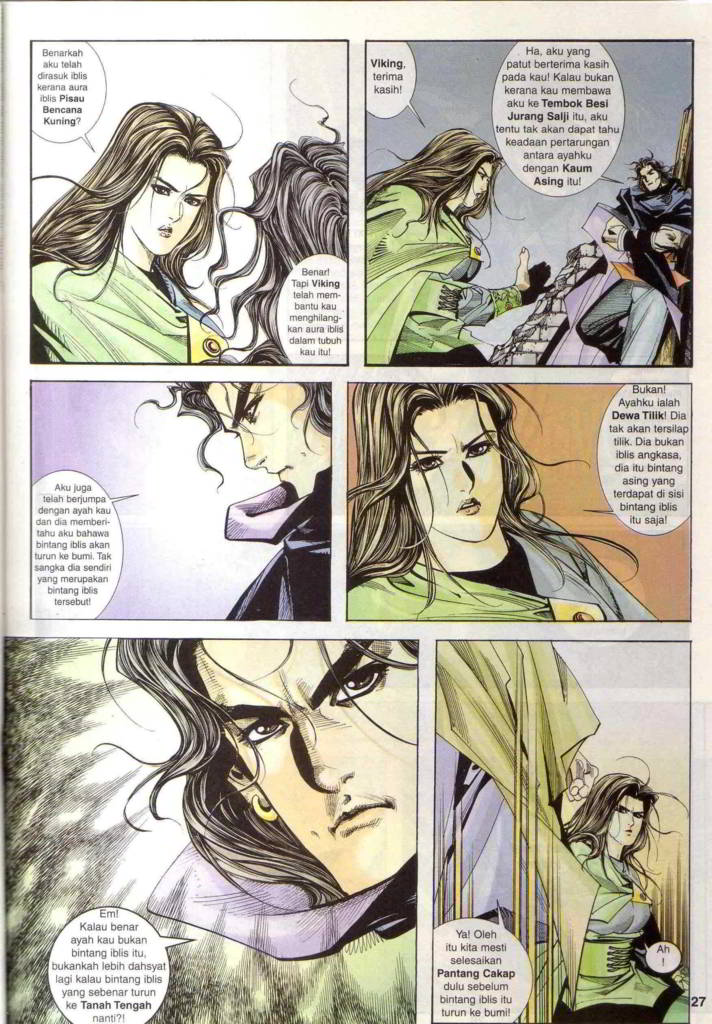 Benarkah
aku telah
dirasuk iblis
kerana aura
iblis Pisau
Bencana
Kuning?
Benar!
Tapi Viking
telah mem-
bantu kau
menghilang-
kan aura iblis
dalam tubuh
kau itu!
Viking,
terima
kasih!
Ha, aku yang
patut berterima kasih
pada kau! Kalau bukan
kerana kau membawa
aku ke Tembok Besi
Jurang Salji itu, aku
tentu tak akan dapat tahu
keadaan pertarungan
antara ayahku
dengan Kaum
Asing itu!
Aku juga
telah berjumpa
dengan ayah kau
dan dia memberi-
tahu aku bahawa
bintang iblis akan
turun ke bumi. Tak
sangka dia sendiri
yang merupakan
bintang iblis
tersebut!
Bukan!
Ayahku ialah
Dewa Tilik! Dia
tak akan tersilap
tilik. Dia bukan
iblis angkasa,
dia itu bintang
asing yang
terdapat di sisi
bintang iblis
itu saja!
Em!
Kalau benar
ayah kau bukan
bintang iblis itu,
bukankah lebih dahsyat
lagi kalau bintang iblis
yang sebenar turun
ke Tanah Tengah
nanti?!
Ya! Oleh
itu kita mesti
selesaikan
Pantang Cakap
dulu sebelum
bintang iblis itu
turun ke bumi!
Ah
!
27